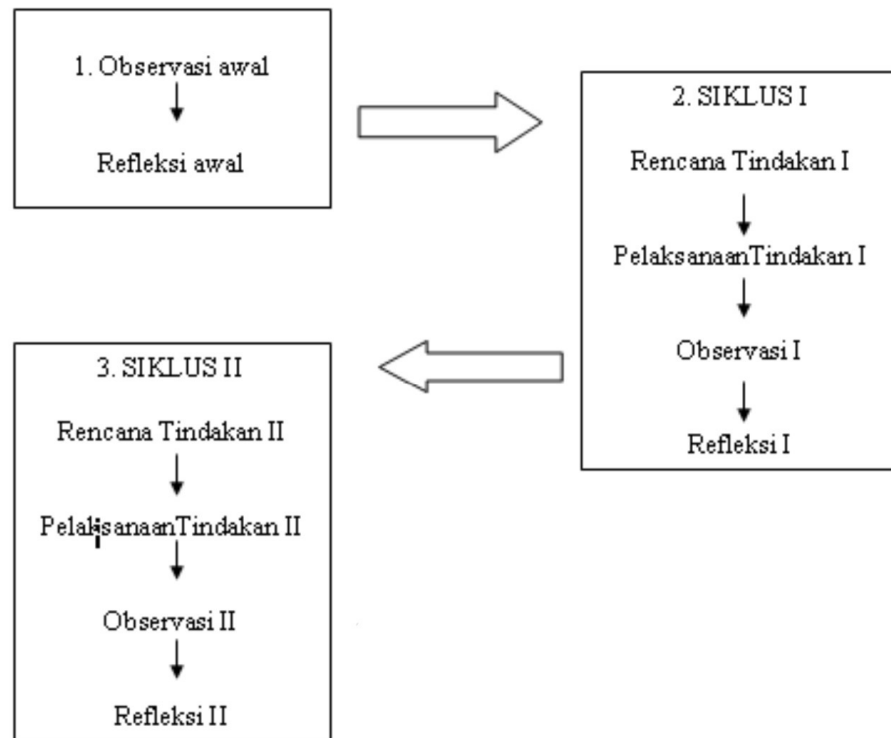 1. Observasi awal
Refleksi awal
2. SIKLUS I
Rencana Tindakan I
PelaksanaanTindakan I
Observasi I
Refleksi I
3. SIKLUS II
Rencana Tindakan II
PelaksanaanTindakan II
Observasi II
Refleksi II